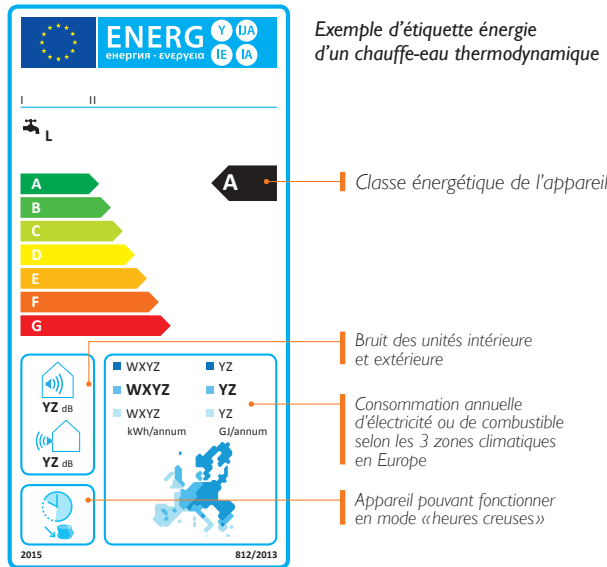 Exemple d'étiquette énergie
d'un chauffe-eau thermodynamique
ENERG Y IJA
енергия · ενεργεια IE IA
I II
L
A
A
Classe énergétique de l'appareil
B
C
D
E
F
G
Bruit des unités intérieure
et extérieure
YZ dB
YZ dB
WXYZ YZ
WXYZ YZ
WXYZ YZ
kWh/annum GJ/annum
Consommation annuelle
d'électricité ou de combustible
selon les 3 zones climatiques
en Europe
Appareil pouvant fonctionner
en mode «heures creuses»
2015 812/2013